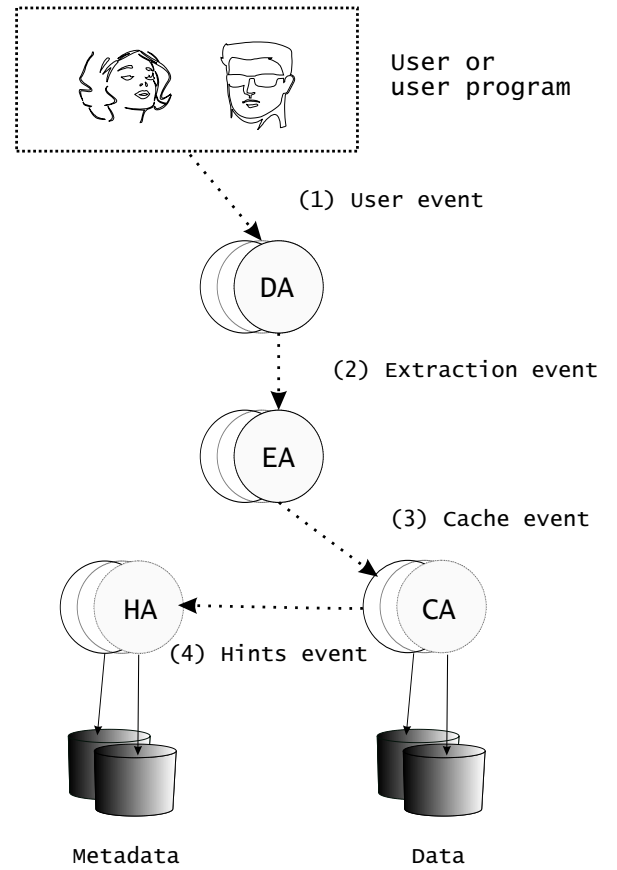 User or
user program
(1) User event
DA
(2) Extraction event
EA
(3) Cache event
HA
CA
(4) Hints event
Metadata
Data